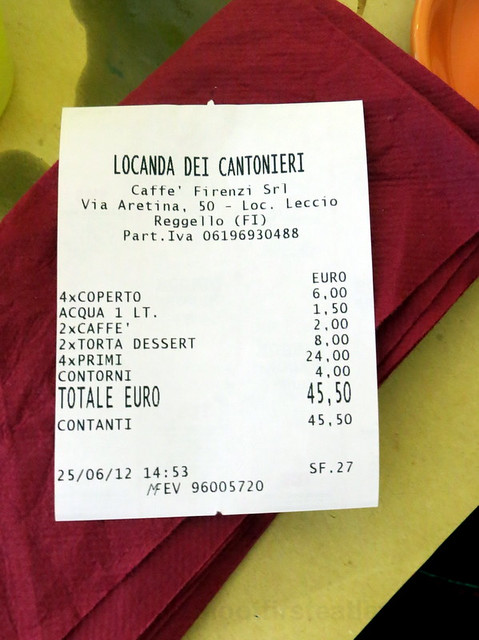 LOCANDA DEI CANTONIERI
Caffe' Firenzi Srl
Via Aretina, 50 - Loc. Leccio
Reggello (FI)
Part.Iva 06196930488
EURO
4xCOPERTO 6,00
ACQUA 1 LT. 1,50
2xCAFFE' 2,00
2xTORTA DESSERT 8,00
4xPRIMI 24,00
CONTORNI 4,00
TOTALE EURO 45,50
CONTANTI 45,50
25/06/12 14:53 SF.27
EV 96005720